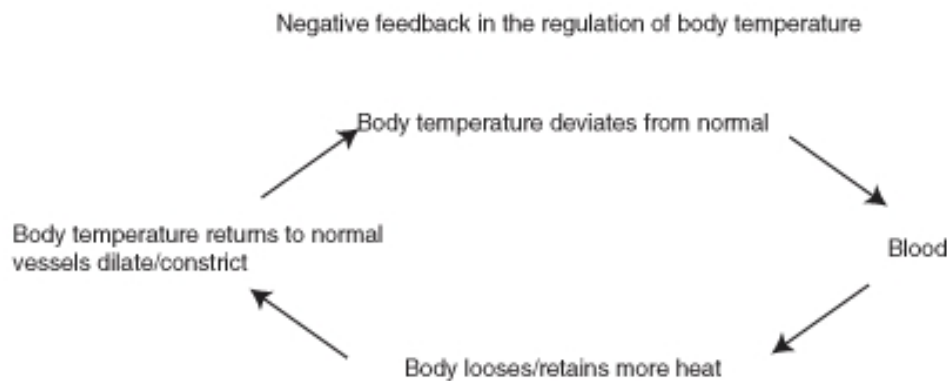 Negative feedback in the regulation of body temperature
Body temperature deviates from normal
Body temperature returns to normal
vessels dilate/constrict
Blood
Body looses/retains more heat